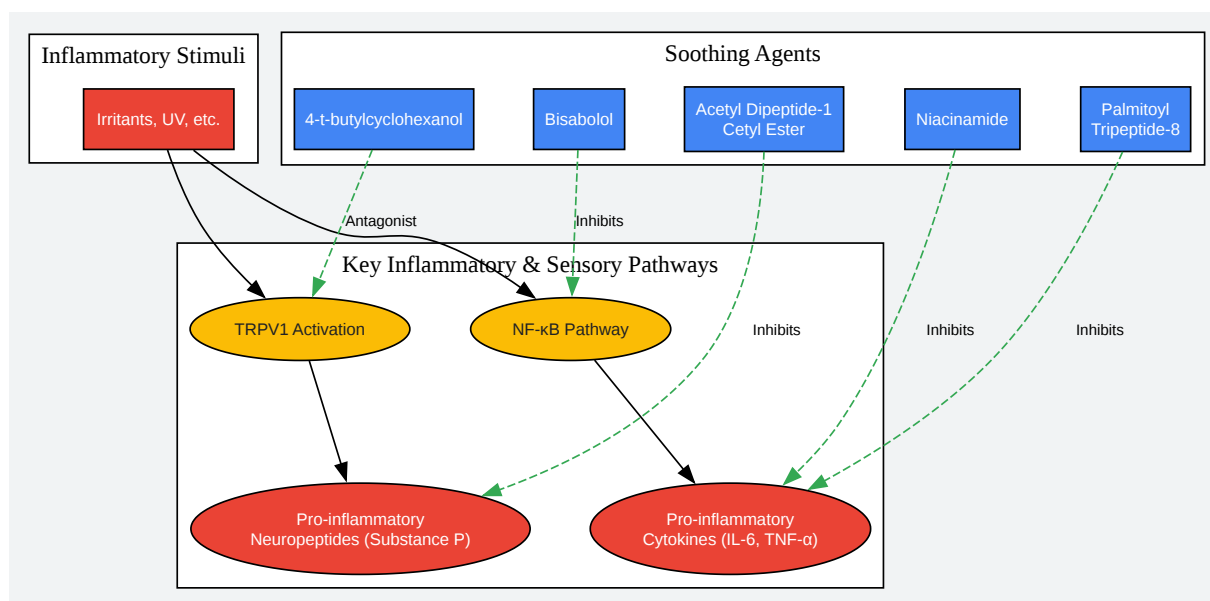 Inflammatory Stimuli
Soothing Agents
Irritants, UV, etc.
4-t-butylcyclohexanol
Bisabolol
Acetyl Dipeptide-1
Cetyl Ester
Niacinamide
Palmitoyl
Tripeptide-8
Antagonist
Inhibits
Key Inflammatory & Sensory Pathways
TRPV1 Activation
NF-κB Pathway
Inhibits
Inhibits
Inhibits
Pro-inflammatory
Neuropeptides (Substance P)
Pro-inflammatory
Cytokines (IL-6, TNF-α)